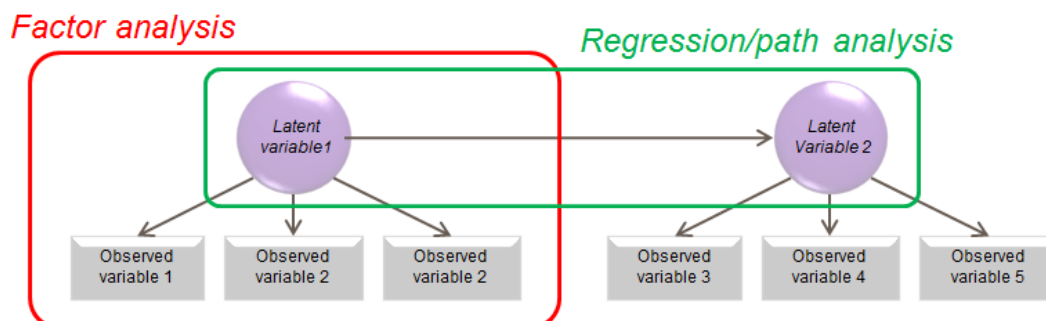 Factor analysis
Regression/path analysis
Latent
variable1
Latent
Variable 2
Observed
variable 1
Observed
variable 2
Observed
variable 2
Observed
variable 3
Observed
variable 4
Observed
variable 5